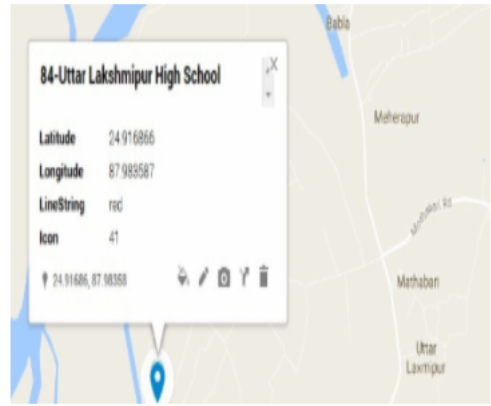 Babla
84-Uttar Lakshmipur High School
Meherapur
Latitude 24.916866
Longitude 87.983587
LineString red
Icon 41
24.91686, 87.98358
Rd
Mathabari
Uttar
Laxmipur